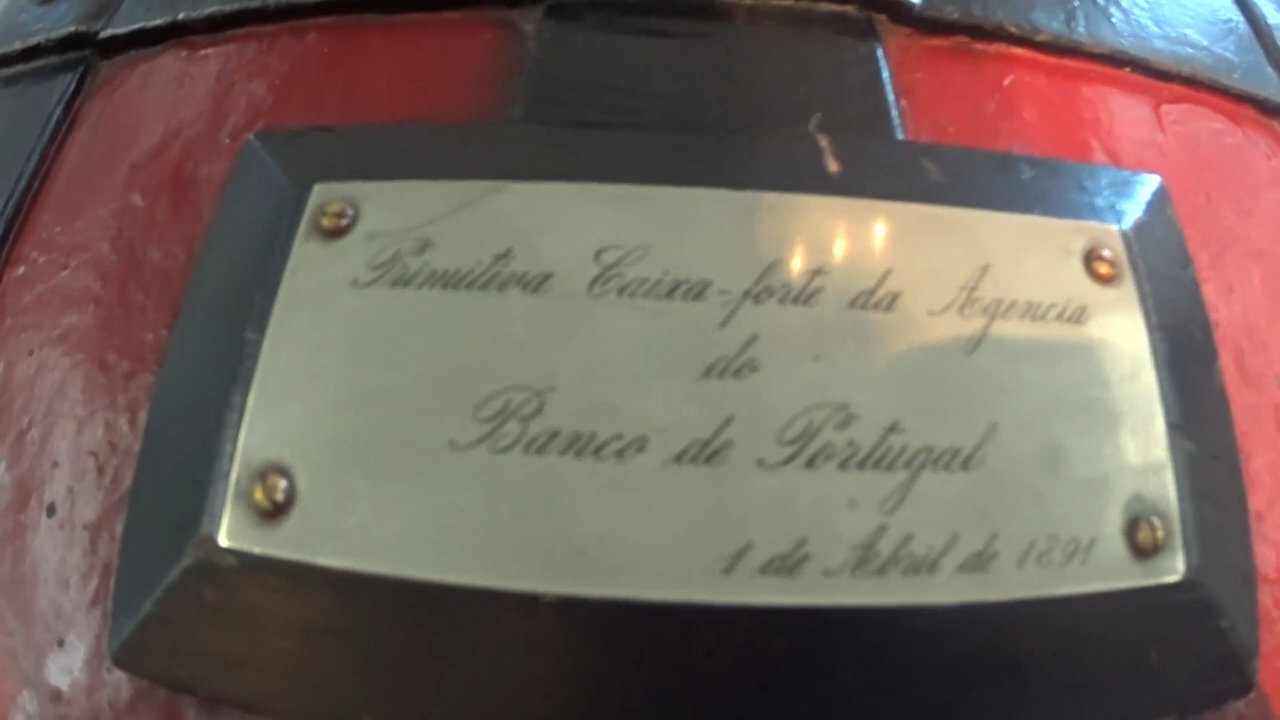 Primitiva Caixa-forte da Agencia
do
Banco de Portugal
1 de Abril de 1891